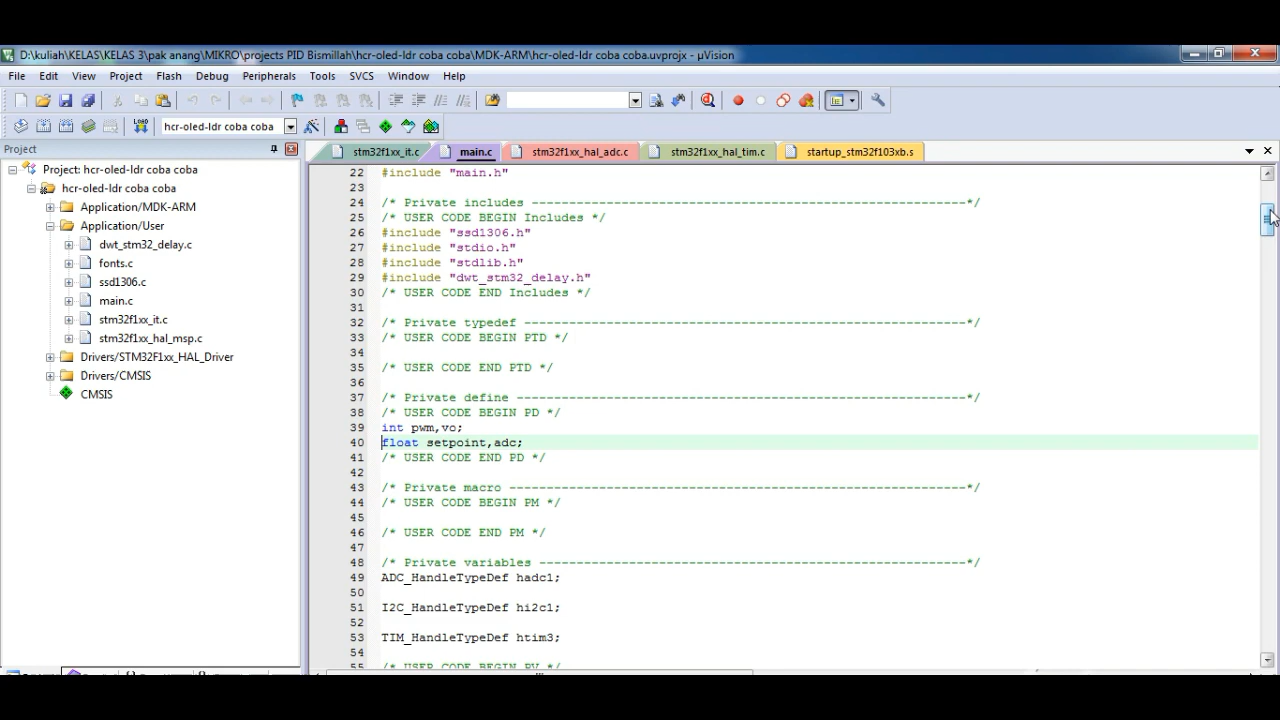 D:\kuliah\KELAS\KELAS 3\pak anang\MIKRO\projects PID Bismillah\hcr-oled-ldr coba coba\MDK-ARM\hcr-oled-ldr coba coba.uvprojx - µVision
File Edit View Project Flash Debug Peripherals Tools SVCS Window Help
LOAD hcr-oled-ldr coba coba
Project
stm32f1xx_it.c main.c stm32f1xx_hal_adc.c stm32f1xx_hal_tim.c startup_stm32f103xb.s
Project: hcr-oled-ldr coba coba
hcr-oled-ldr coba coba
Application/MDK-ARM
Application/User
dwt_stm32_delay.c
fonts.c
ssd1306.c
main.c
stm32f1xx_it.c
stm32f1xx_hal_msp.c
Drivers/STM32F1xx_HAL_Driver
Drivers/CMSIS
CMSIS
22 #include "main.h"
23
24 /* Private includes ----------------------------------------------------------*/
25 /* USER CODE BEGIN Includes */
26 #include "ssd1306.h"
27 #include "stdio.h"
28 #include "stdlib.h"
29 #include "dwt_stm32_delay.h"
30 /* USER CODE END Includes */
31
32 /* Private typedef -----------------------------------------------------------*/
33 /* USER CODE BEGIN PTD */
34
35 /* USER CODE END PTD */
36
37 /* Private define ------------------------------------------------------------*/
38 /* USER CODE BEGIN PD */
39 int pwm,vo;
40 float setpoint,adc;
41 /* USER CODE END PD */
42
43 /* Private macro -------------------------------------------------------------*/
44 /* USER CODE BEGIN PM */
45
46 /* USER CODE END PM */
47
48 /* Private variables ---------------------------------------------------------*/
49 ADC_HandleTypeDef hadc1;
50
51 I2C_HandleTypeDef hi2c1;
52
53 TIM_HandleTypeDef htim3;
54
55 /* USER CODE BEGIN PV */